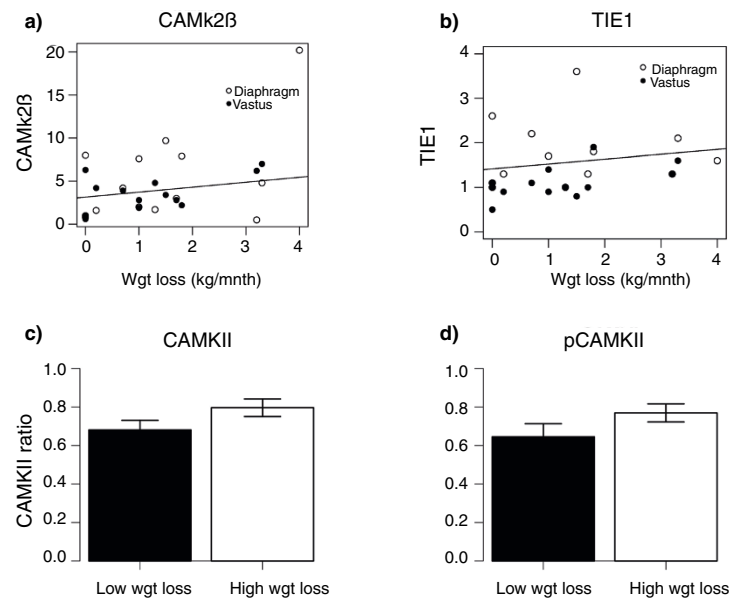 a)
CAMk2ß
CAMk2ß
20
15
10
5
0
Diaphragm
Vastus
0
1
2
3
4
Wgt loss (kg/mnth)
b)
TIE1
TIE1
4
3
2
1
0
Diaphragm
Vastus
0
1
2
3
4
Wgt loss (kg/mnth)
c)
CAMKII
CAMKII ratio
1.0
0.8
0.6
0.4
0.2
0.0
Low wgt loss
High wgt loss
d)
pCAMKII
1.0
0.8
0.6
0.4
0.2
0.0
Low wgt loss
High wgt loss